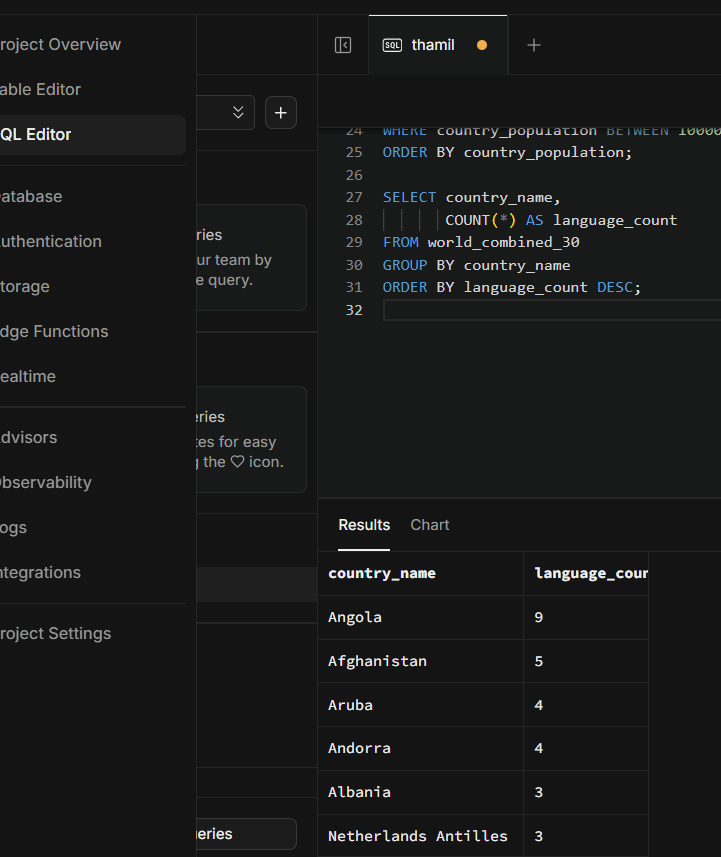 roject Overview
able Editor
QL Editor
atabase
uthentication
torage
dge Functions
ealtime
dvisors
bservability
ogs
ntegrations
roject Settings
ries
ur team by
e query.
eries
tes for easy
g the ♡ icon.
eries
SQL thamil
24 WHERE country_population BETWEEN 10000
25 ORDER BY country_population;
26
27 SELECT country_name,
28 COUNT(*) AS language_count
29 FROM world_combined_30
30 GROUP BY country_name
31 ORDER BY language_count DESC;
32
Results Chart
country_name language_coun
Angola 9
Afghanistan 5
Aruba 4
Andorra 4
Albania 3
Netherlands Antilles 3